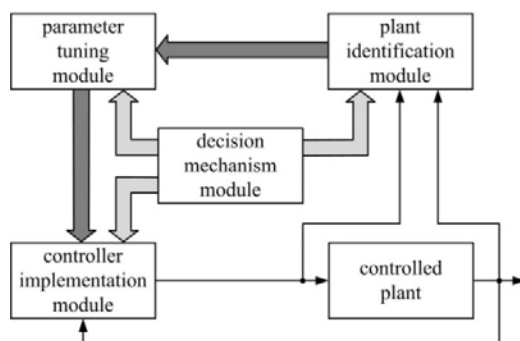 parameter
tuning
module
plant
identification
module
decision
mechanism
module
controller
implementation
module
controlled
plant